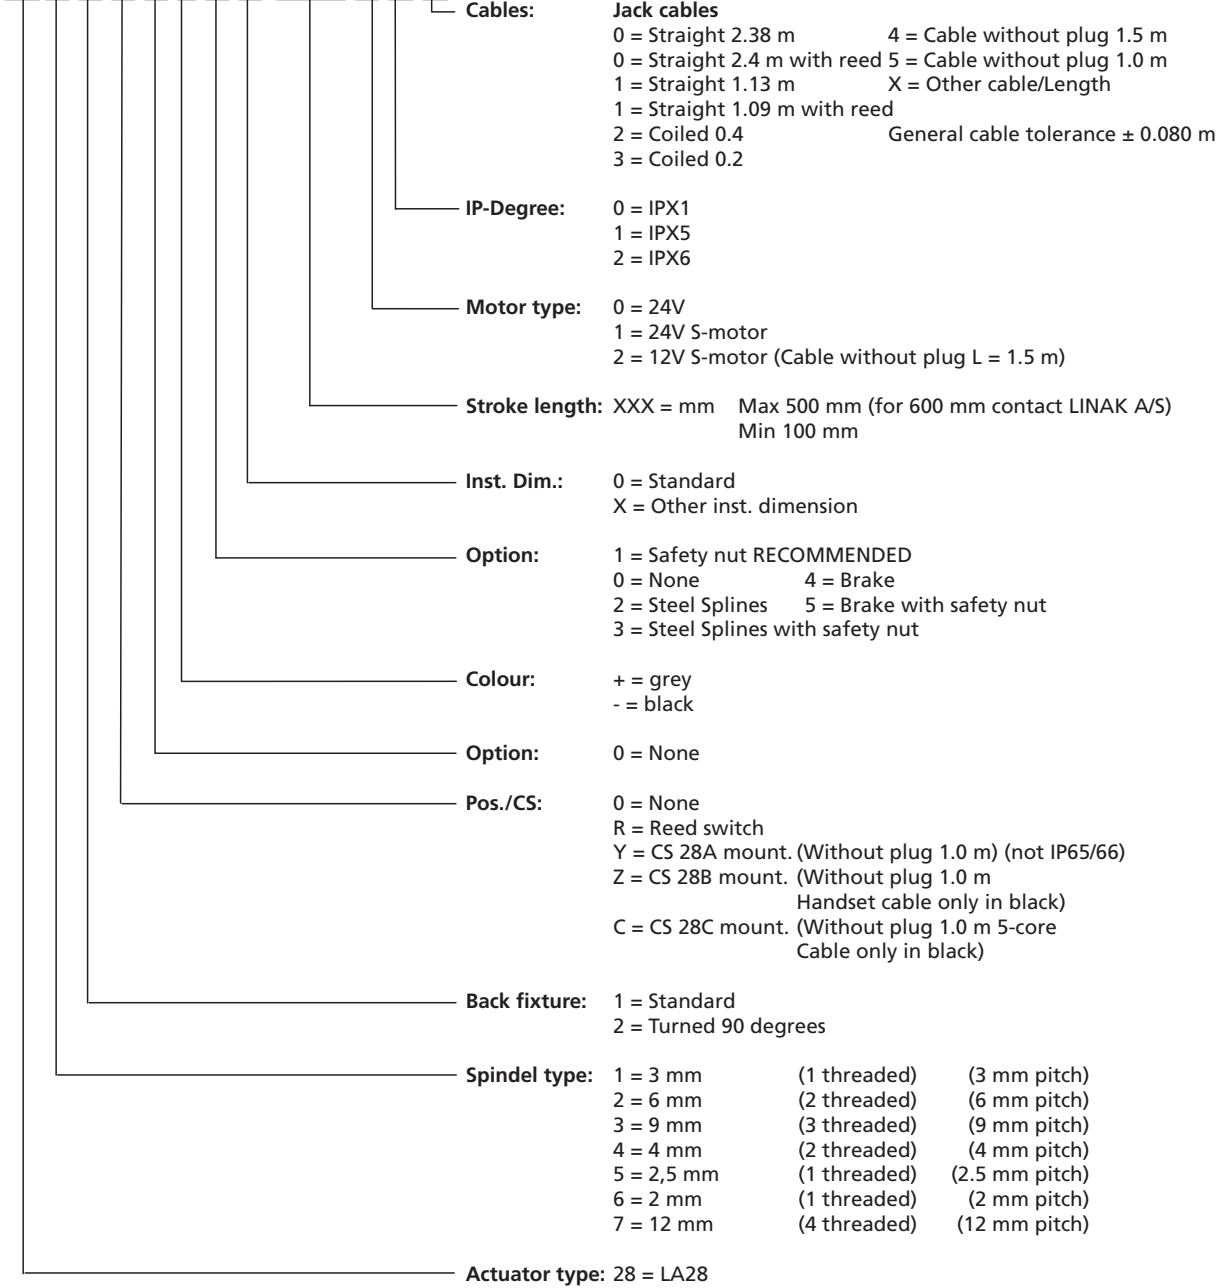 Cables: Jack cables
0 = Straight 2.38 m 4 = Cable without plug 1.5 m
0 = Straight 2.4 m with reed 5 = Cable without plug 1.0 m
1 = Straight 1.13 m X = Other cable/Length
1 = Straight 1.09 m with reed
2 = Coiled 0.4 General cable tolerance ± 0.080 m
3 = Coiled 0.2
IP-Degree: 0 = IPX1
1 = IPX5
2 = IPX6
Motor type: 0 = 24V
1 = 24V S-motor
2 = 12V S-motor (Cable without plug L = 1.5 m)
Stroke length: XXX = mm Max 500 mm (for 600 mm contact LINAK A/S)
Min 100 mm
Inst. Dim.: 0 = Standard
X = Other inst. dimension
Option: 1 = Safety nut RECOMMENDED
0 = None 4 = Brake
2 = Steel Splines 5 = Brake with safety nut
3 = Steel Splines with safety nut
Colour: + = grey
- = black
Option: 0 = None
Pos./CS: 0 = None
R = Reed switch
Y = CS 28A mount. (Without plug 1.0 m) (not IP65/66)
Z = CS 28B mount. (Without plug 1.0 m
Handset cable only in black)
C = CS 28C mount. (Without plug 1.0 m 5-core
Cable only in black)
Back fixture: 1 = Standard
2 = Turned 90 degrees
Spindel type: 1 = 3 mm (1 threaded) (3 mm pitch)
2 = 6 mm (2 threaded) (6 mm pitch)
3 = 9 mm (3 threaded) (9 mm pitch)
4 = 4 mm (2 threaded) (4 mm pitch)
5 = 2,5 mm (1 threaded) (2.5 mm pitch)
6 = 2 mm (1 threaded) (2 mm pitch)
7 = 12 mm (4 threaded) (12 mm pitch)
Actuator type: 28 = LA28